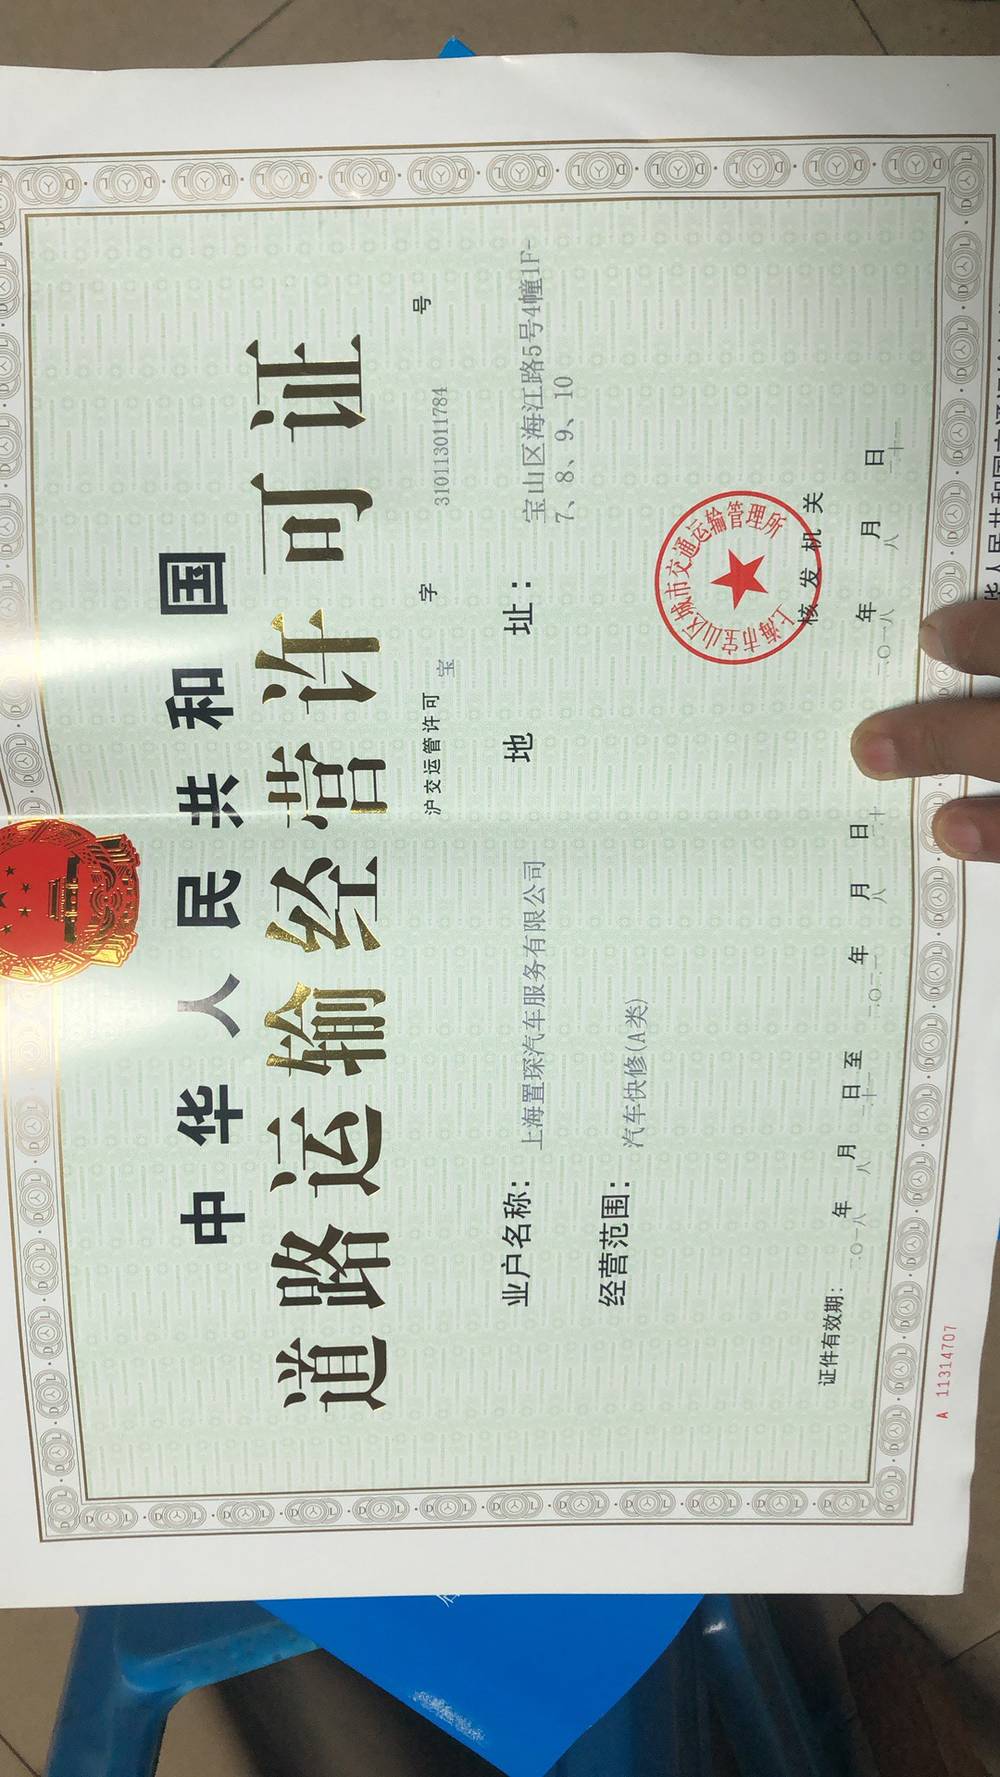 中华人民共和国
道路运输经营许可证
沪交运管许可 宝 字 310113011784 号
业户名称： 上海置琛汽车服务有限公司
地 址： 宝山区海江路5号4幢1F-
7、8、9、10
经营范围： 汽车快修(A类)
上海市宝山区城市交通运输管理所
核发机关
证件有效期： 二〇一八 年 八 月 二十一 日至 二〇二一 年 八 月 二十 日
二〇一八 年 八 月 二十一 日
A 11314707